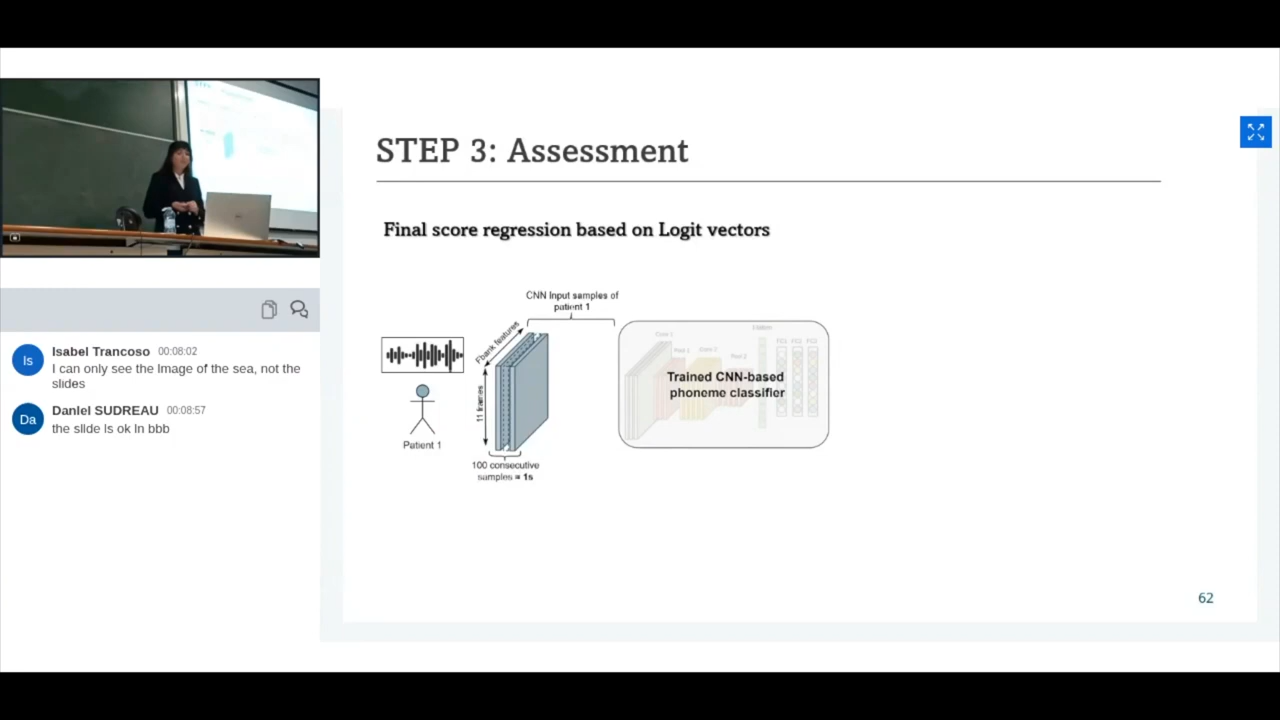 STEP 3: Assessment
Final score regression based on Logit vectors
CNN Input samples of
patient 1
Fbank features
11 frames
Patient 1
100 consecutive
samples = 1s
Trained CNN-based
phoneme classifier
62
Is
Isabel Trancoso 00:08:02
I can only see the Image of the sea, not the
slides
Da
Daniel SUDREAU 00:08:57
the slide is ok in bbb